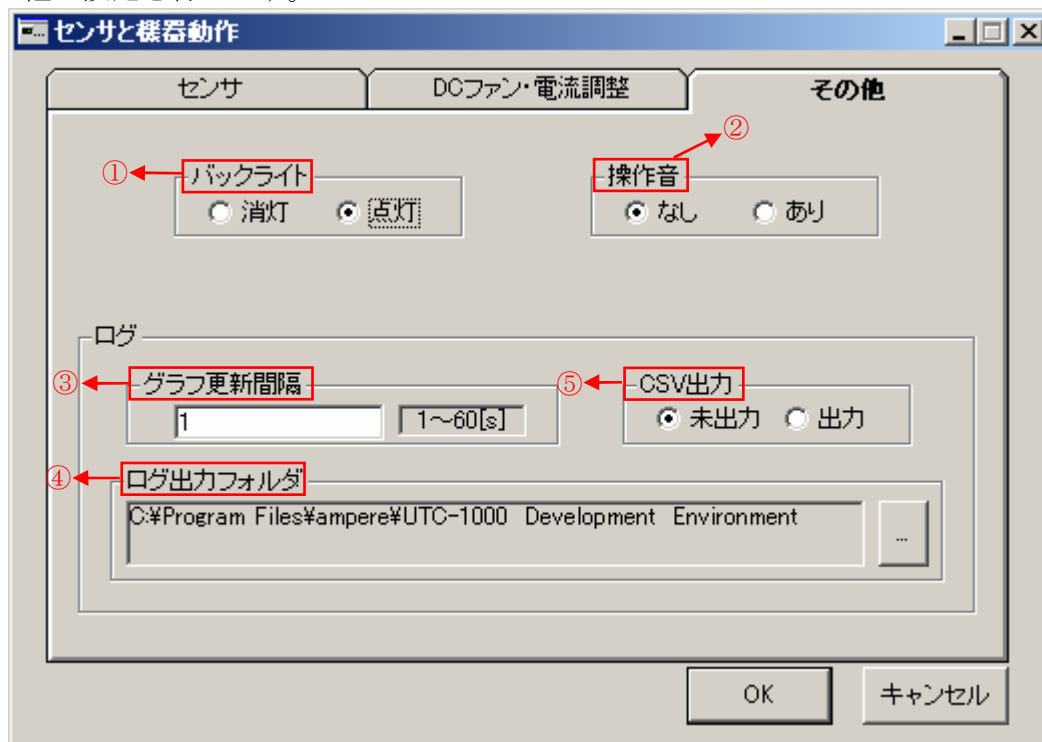 センサと機器動作
センサ
DCファン・電流調整
その他
②
①
バックライト
操作音
消灯
点灯
なし
あり
ログ
③
グラフ更新間隔
⑤
CSV出力
1
1～60[s]
未出力
出力
④
ログ出力フォルダ
C:¥Program Files¥ampere¥UTC-1000 Development Environment
...
OK
キャンセル